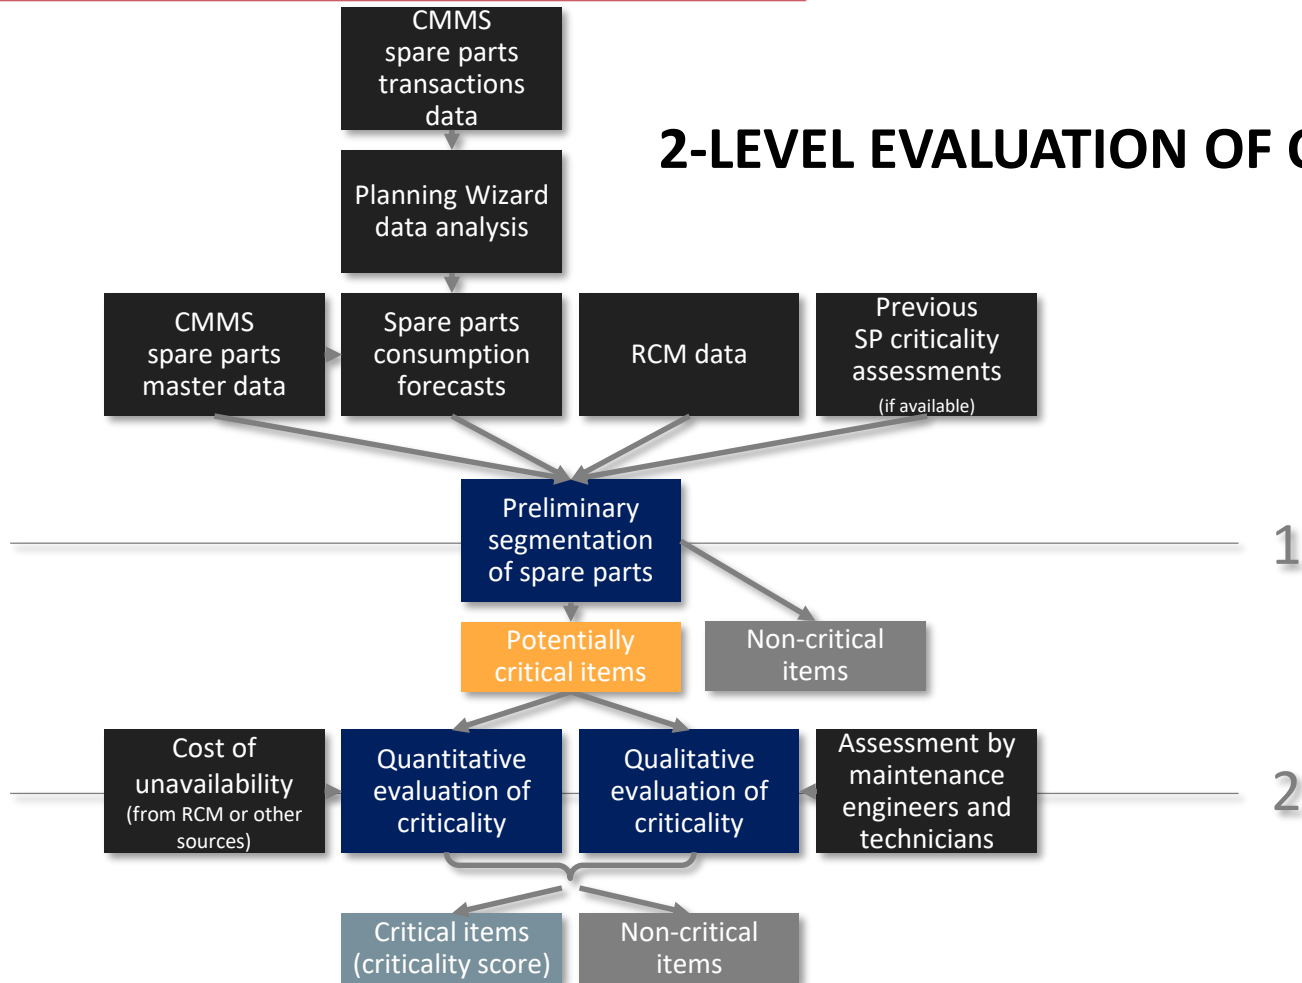 CMMS
spare parts
transactions
data
2-LEVEL EVALUATION OF
Planning Wizard
data analysis
CMMS
spare parts
master data
Spare parts
consumption
forecasts
RCM data
Previous
SP criticality
assessments
(if available)
Preliminary
segmentation
of spare parts
1
Potentially
critical items
Non-critical
items
Cost of
unavailability
(from RCM or other
sources)
Quantitative
evaluation of
criticality
Qualitative
evaluation of
criticality
Assessment by
maintenance
engineers and
technicians
2
Critical items
(criticality score)
Non-critical
items